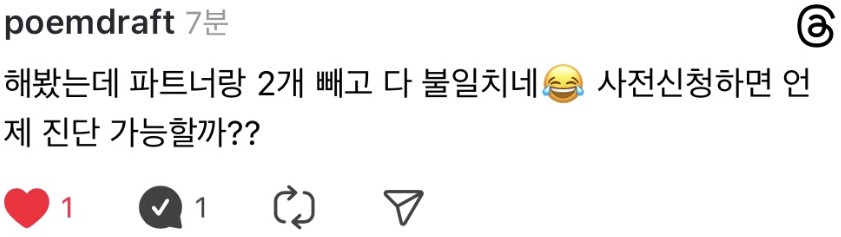 poemdraft 7분
해봤는데 파트너랑 2개 빼고 다 불일치네😂 사전신청하면 언
제 진단 가능할까??
1 1